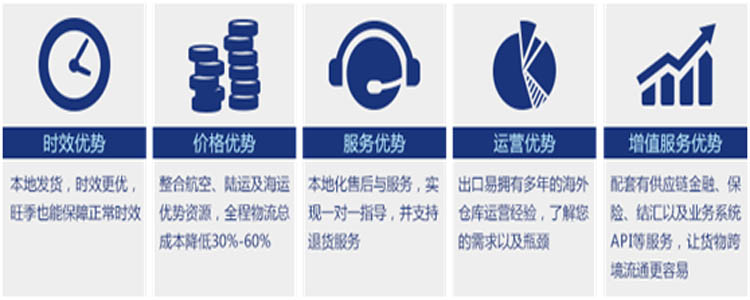 时效优势
本地发货，时效更优，
旺季也能保障正常时效
价格优势
整合航空、陆运及海运
优势资源，全程物流总
成本降低30%-60%
服务优势
本地化售后与服务，实
现一对一指导，并支持
退货服务
运营优势
出口易拥有多年的海外
仓库运营经验，了解您
的需求以及瓶颈
增值服务优势
配套有供应链金融、保
险、结汇以及业务系统
API等服务，让货物跨
境流通更容易